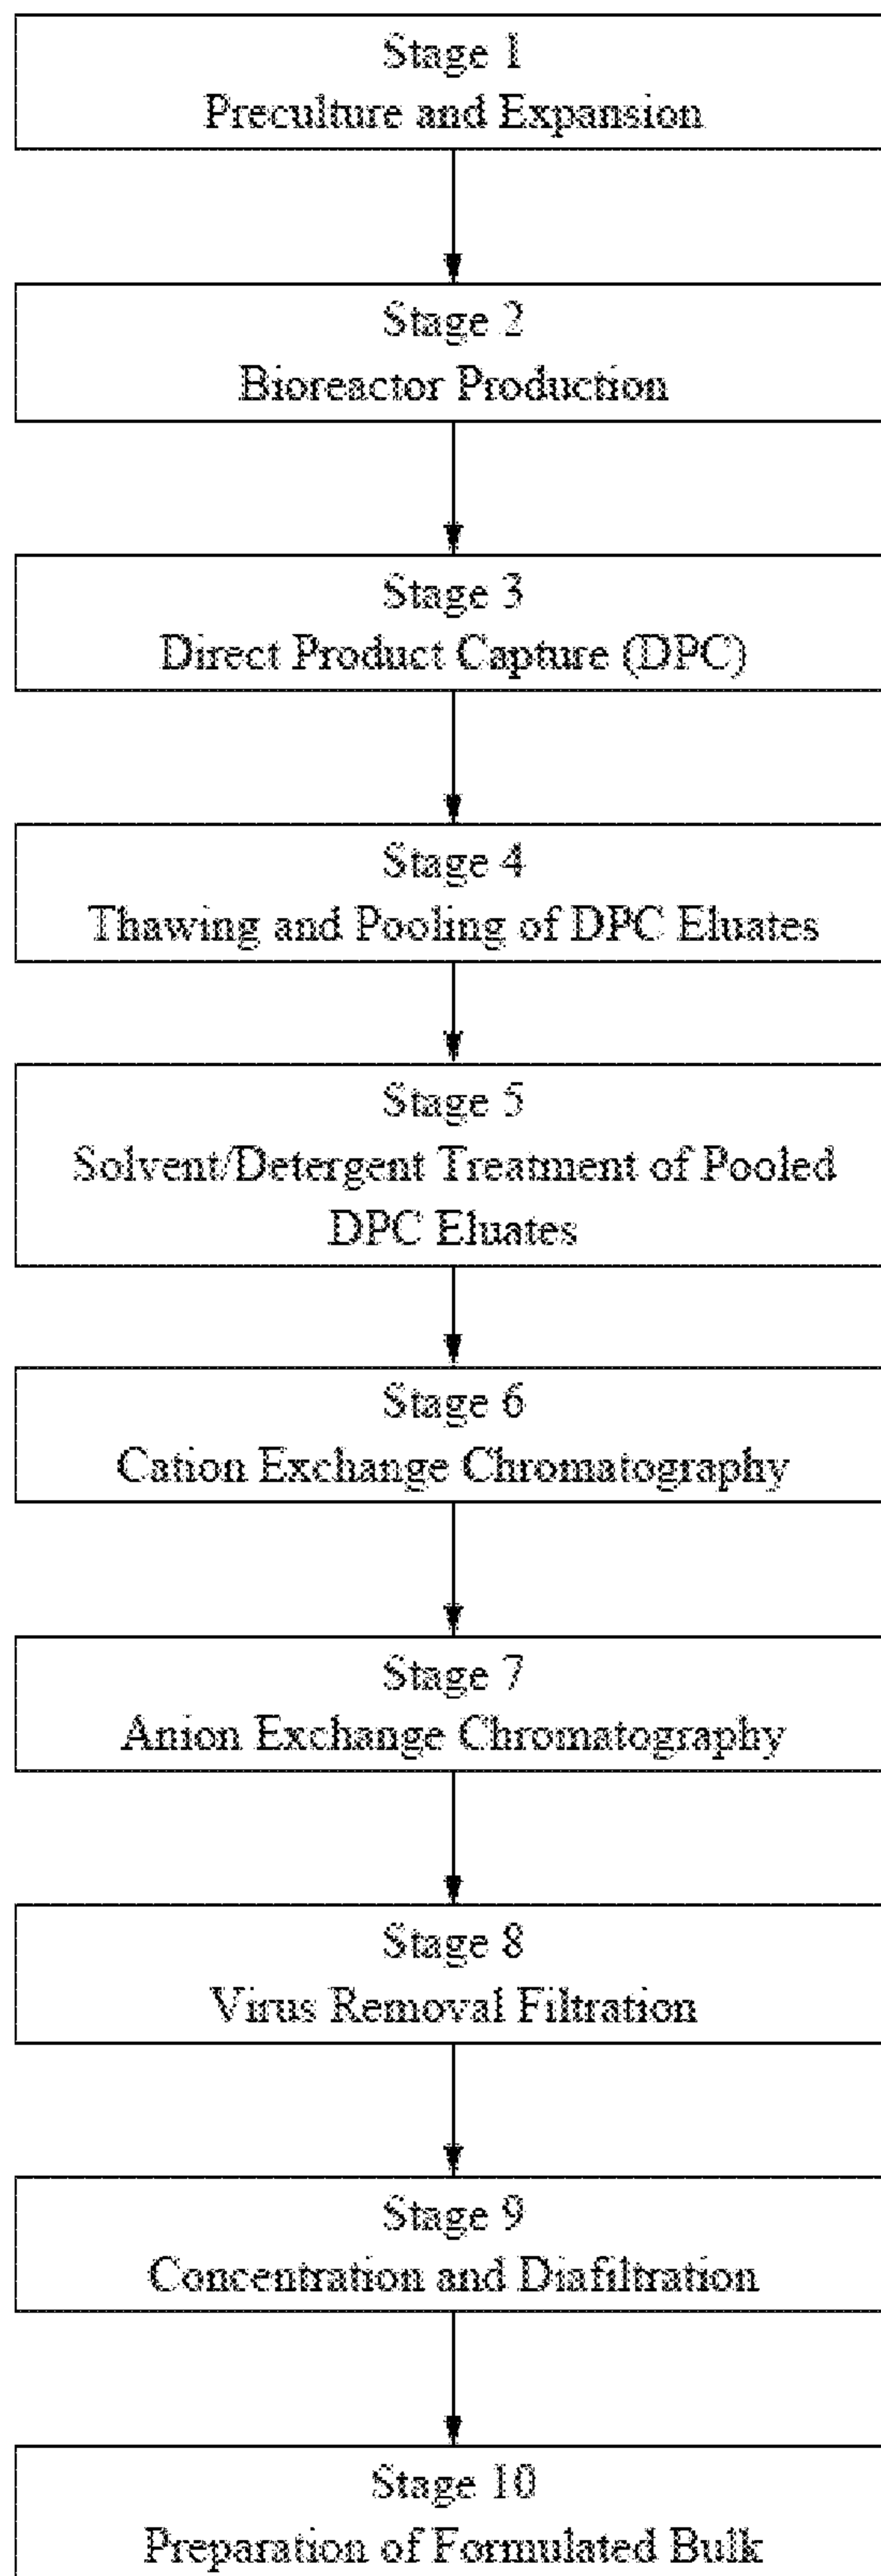 Stage 1
Preculture and Expansion
Stage 2
Bioreactor Production
Stage 3
Direct Product Capture (DPC)
Stage 4
Thawing and Pooling of DPC Eluates
Stage 5
Solvent/Detergent Treatment of Pooled
DPC Eluates
Stage 6
Cation Exchange Chromatography
Stage 7
Anion Exchange Chromatography
Stage 8
Virus Removal Filtration
Stage 9
Concentration and Diafiltration
Stage 10
Preparation of Formulated Bulk